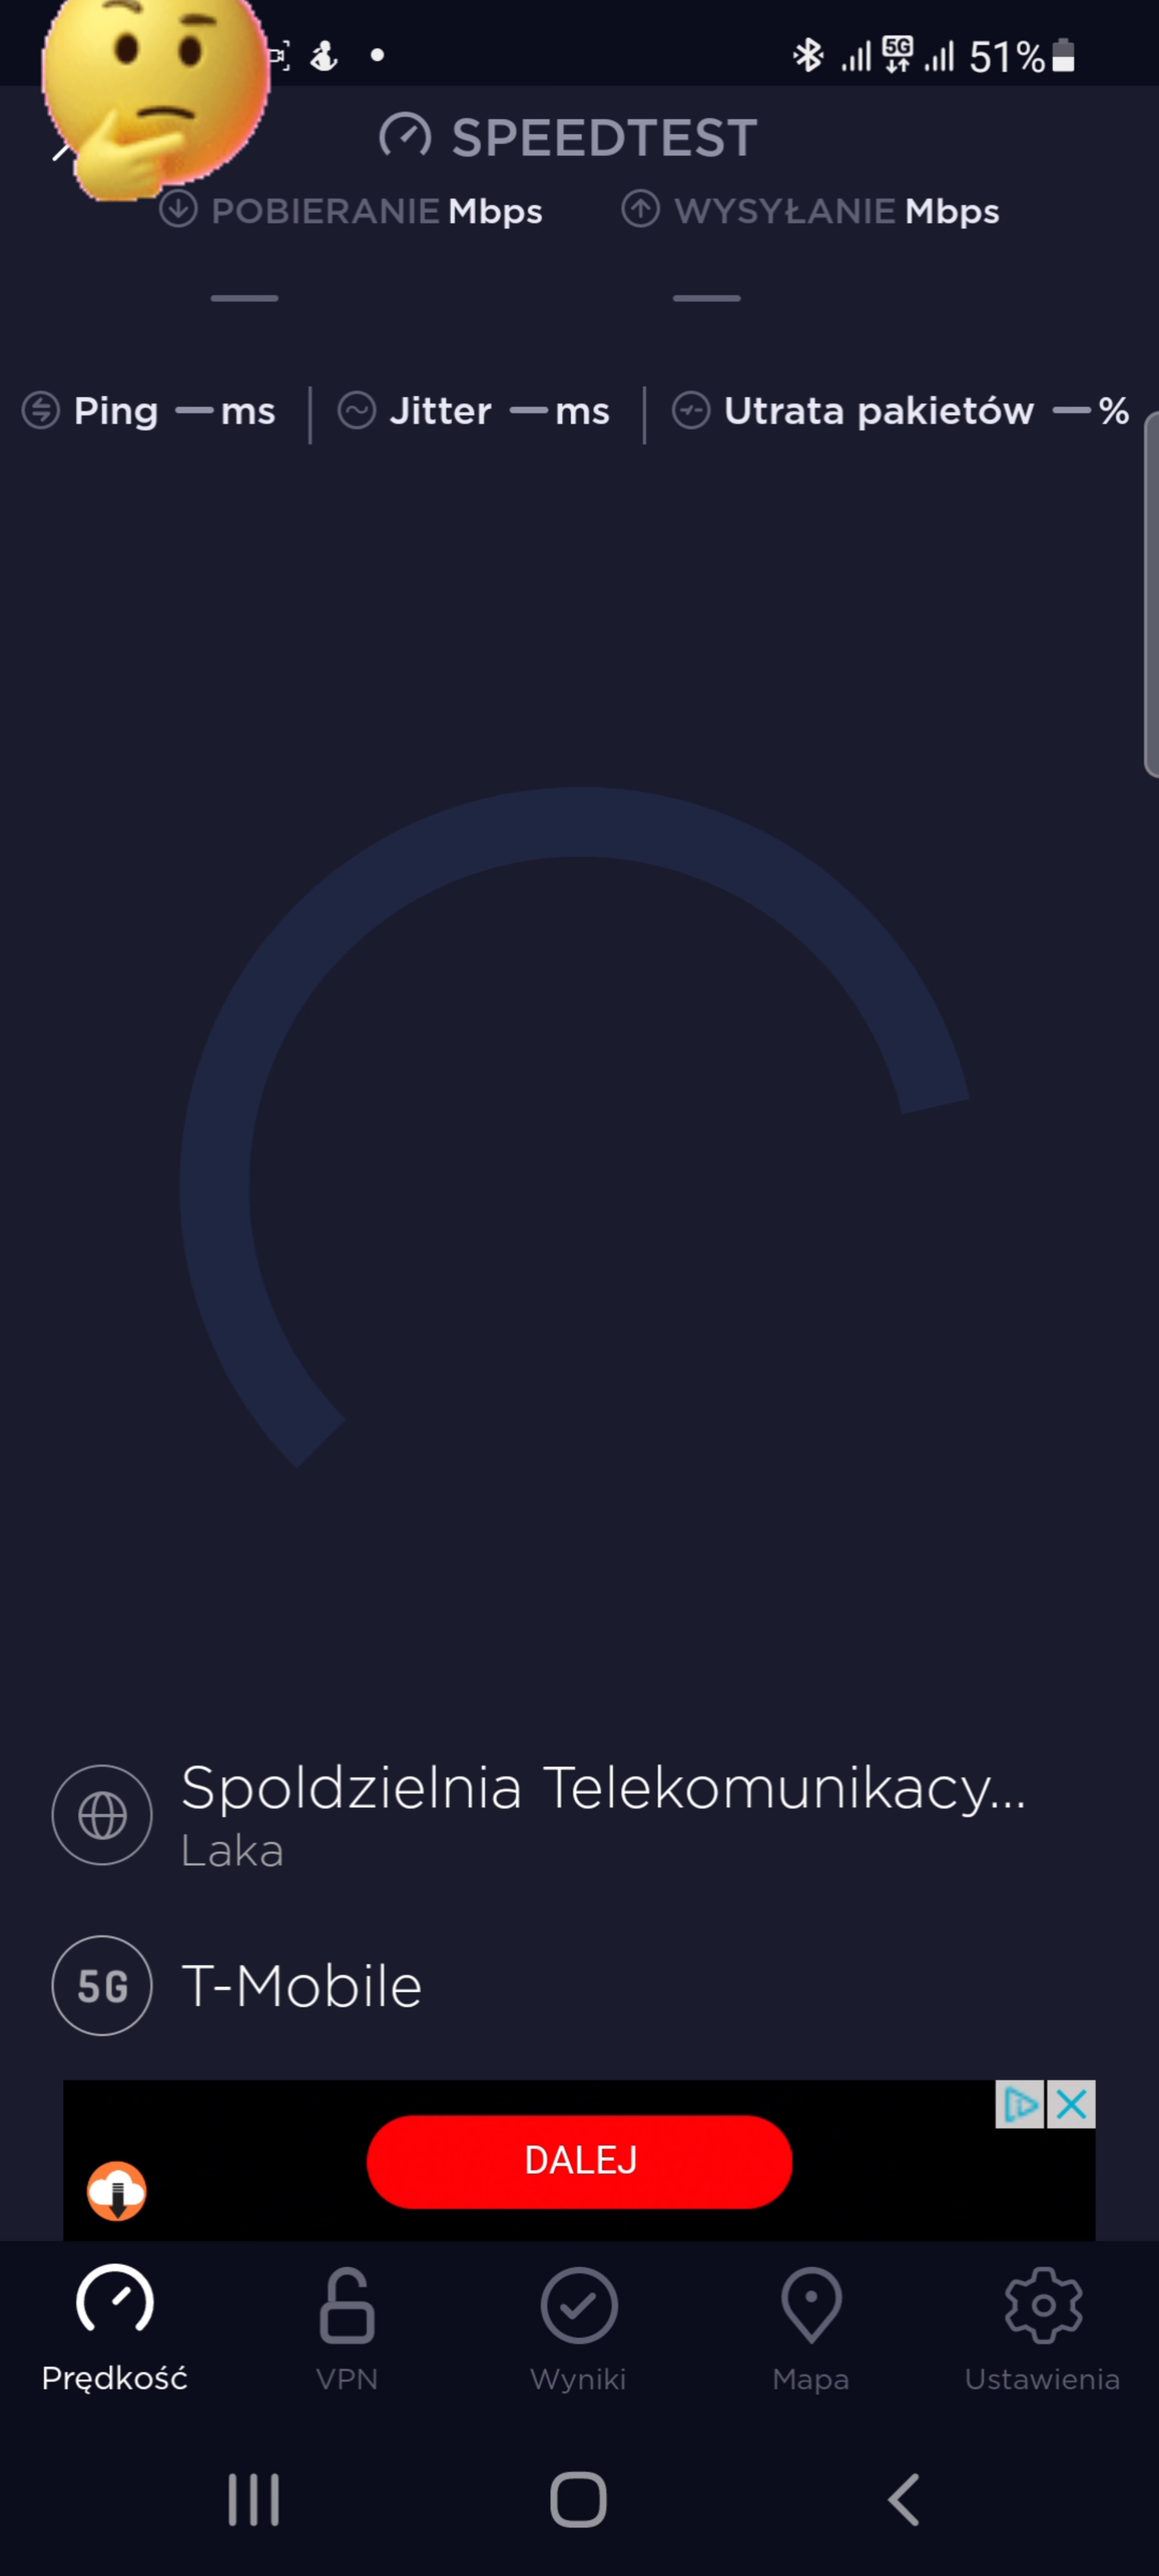 5G 51%
SPEEDTEST
POBIERANIE Mbps WYSYŁANIE Mbps
Ping — ms Jitter — ms Utrata pakietów — %
Spoldzielnia Telekomunikacy...
Laka
5G T-Mobile
DALEJ
Prędkość VPN Wyniki Mapa Ustawienia